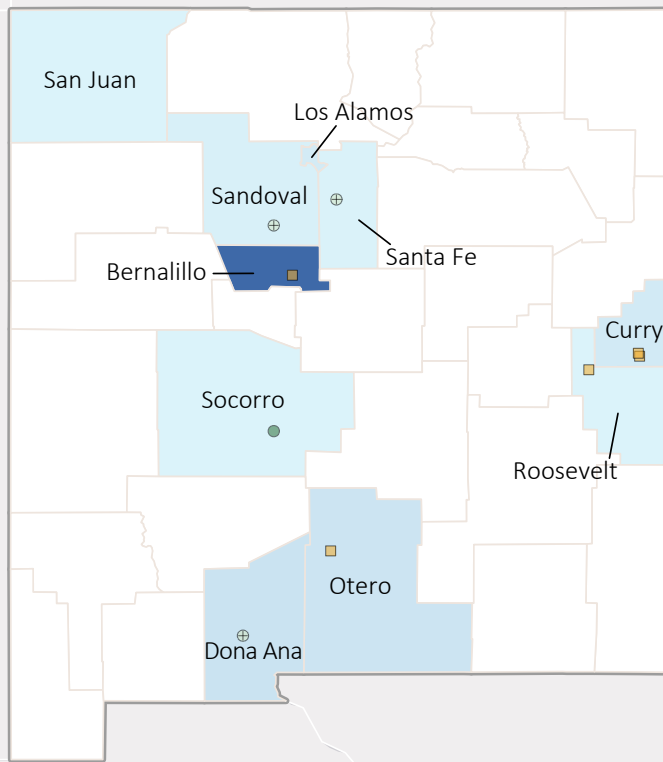 San Juan
Los Alamos
Sandoval
Santa Fe
Bernalillo
Curry
Socorro
Roosevelt
Otero
Dona Ana